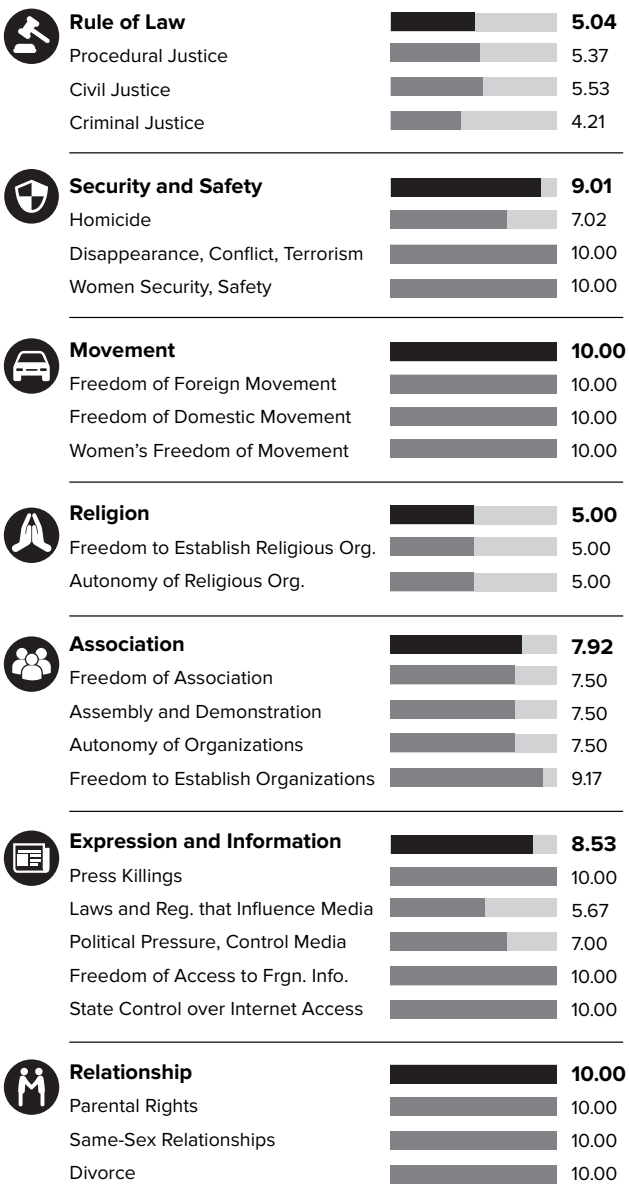 Rule of Law 5.04
Procedural Justice 5.37
Civil Justice 5.53
Criminal Justice 4.21
Security and Safety 9.01
Homicide 7.02
Disappearance, Conflict, Terrorism 10.00
Women Security, Safety 10.00
Movement 10.00
Freedom of Foreign Movement 10.00
Freedom of Domestic Movement 10.00
Women's Freedom of Movement 10.00
Religion 5.00
Freedom to Establish Religious Org. 5.00
Autonomy of Religious Org. 5.00
Association 7.92
Freedom of Association 7.50
Assembly and Demonstration 7.50
Autonomy of Organizations 7.50
Freedom to Establish Organizations 9.17
Expression and Information 8.53
Press Killings 10.00
Laws and Reg. that Influence Media 5.67
Political Pressure, Control Media 7.00
Freedom of Access to Frgn. Info. 10.00
State Control over Internet Access 10.00
Relationship 10.00
Parental Rights 10.00
Same-Sex Relationships 10.00
Divorce 10.00